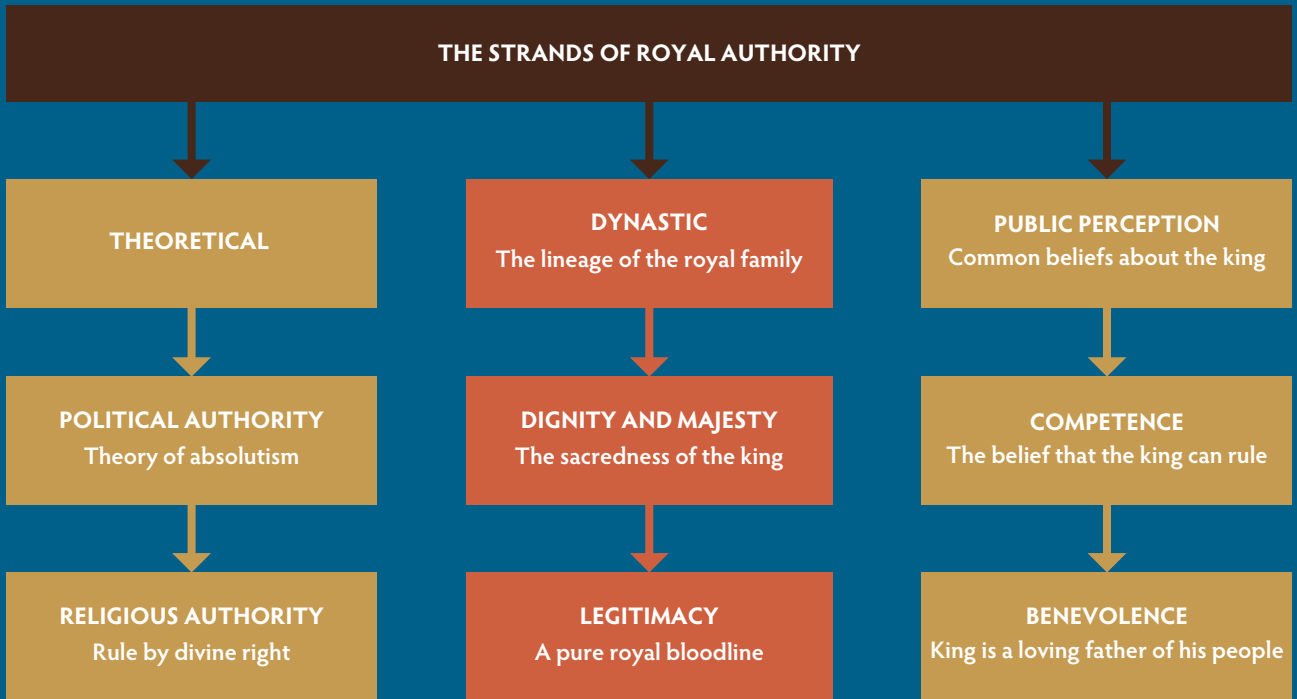 THE STRANDS OF ROYAL AUTHORITY
THEORETICAL
POLITICAL AUTHORITY
Theory of absolutism
RELIGIOUS AUTHORITY
Rule by divine right
DYNASTIC
The lineage of the royal family
DIGNITY AND MAJESTY
The sacredness of the king
LEGITIMACY
A pure royal bloodline
PUBLIC PERCEPTION
Common beliefs about the king
COMPETENCE
The belief that the king can rule
BENEVOLENCE
King is a loving father of his people